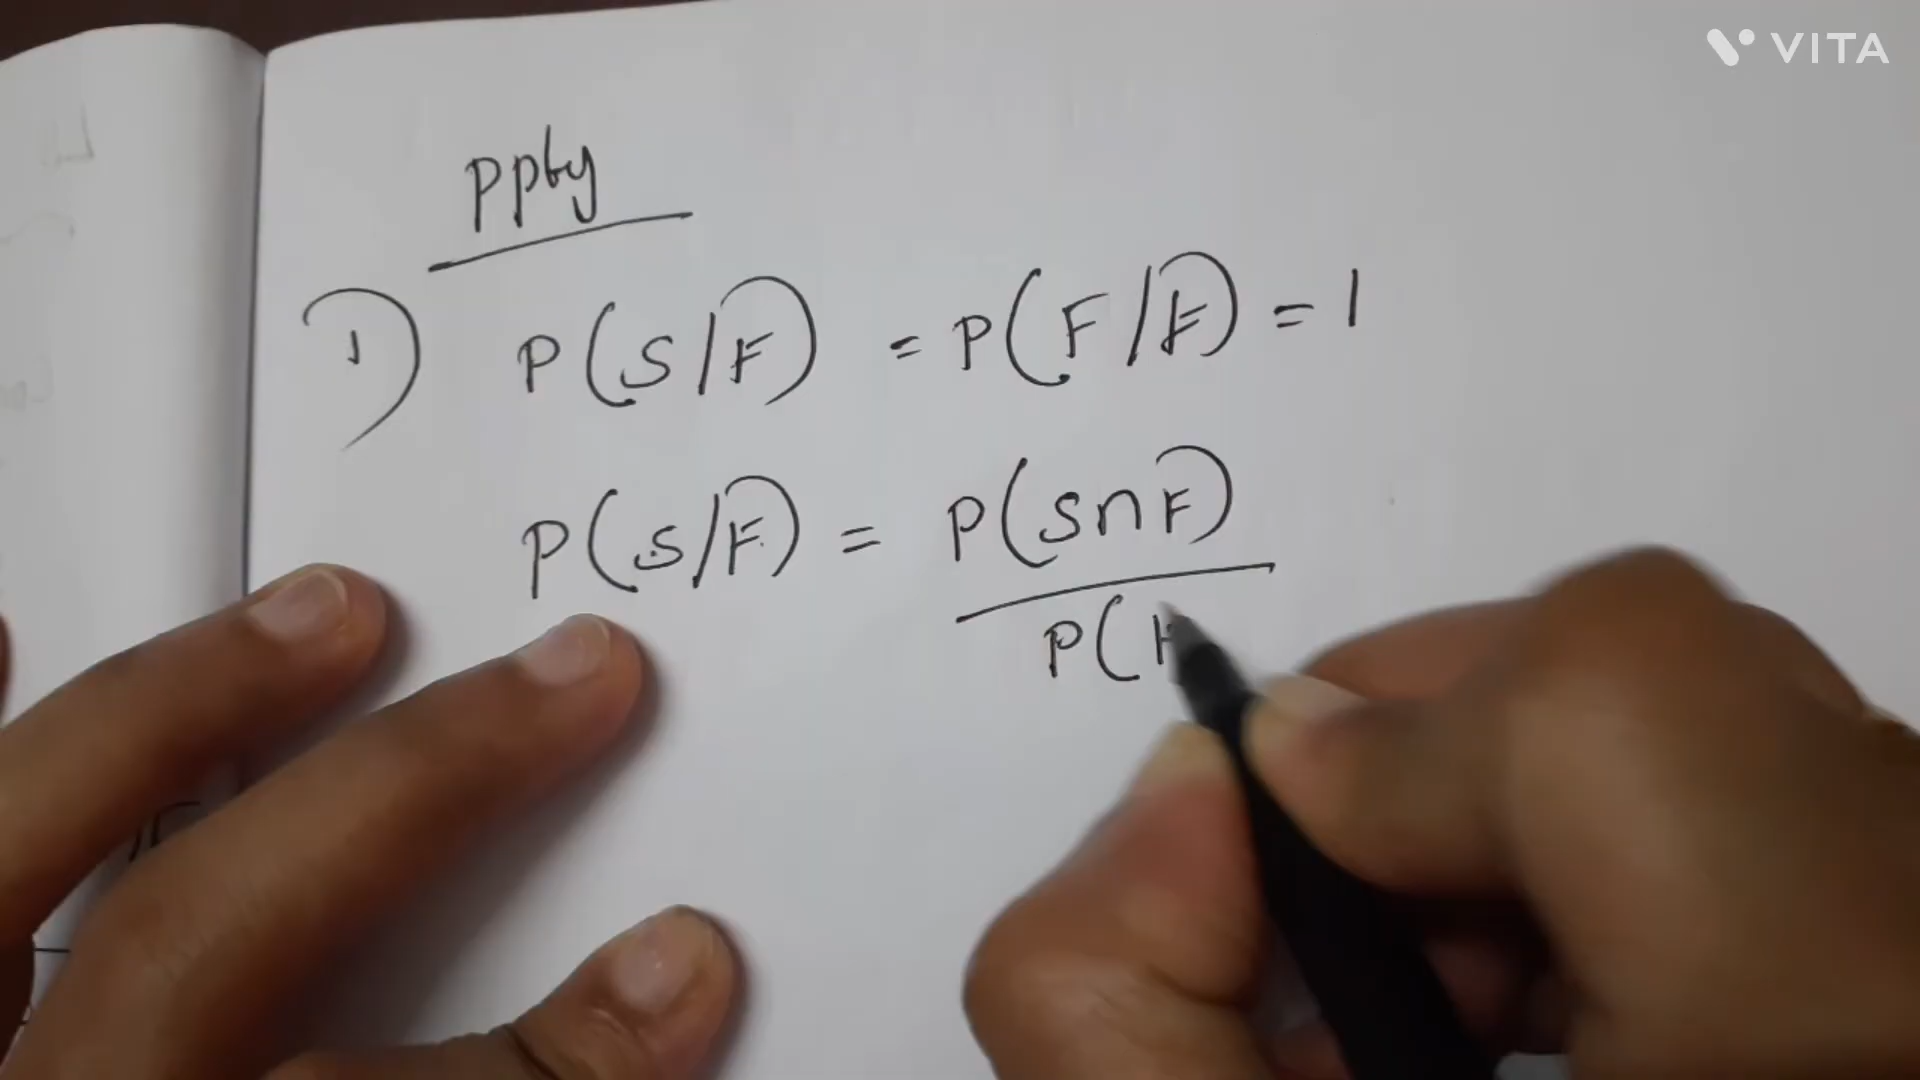 VITA
PPty
1) P(S/F) = P(F/F) = 1
P(S/F) = P(S∩F)
P(F